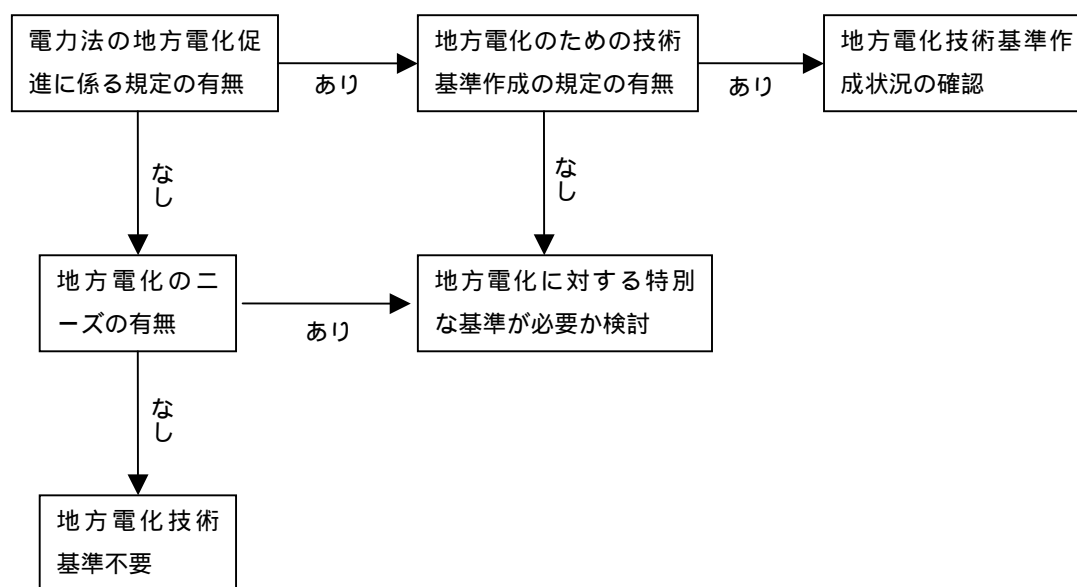 電力法の地方電化促
進に係る規定の有無
あり
地方電化のための技術
基準作成の規定の有無
あり
地方電化技術基準作
成状況の確認
なし
なし
地方電化のニ
ーズの有無
あり
地方電化に対する特別
な基準が必要か検討
なし
地方電化技術
基準不要